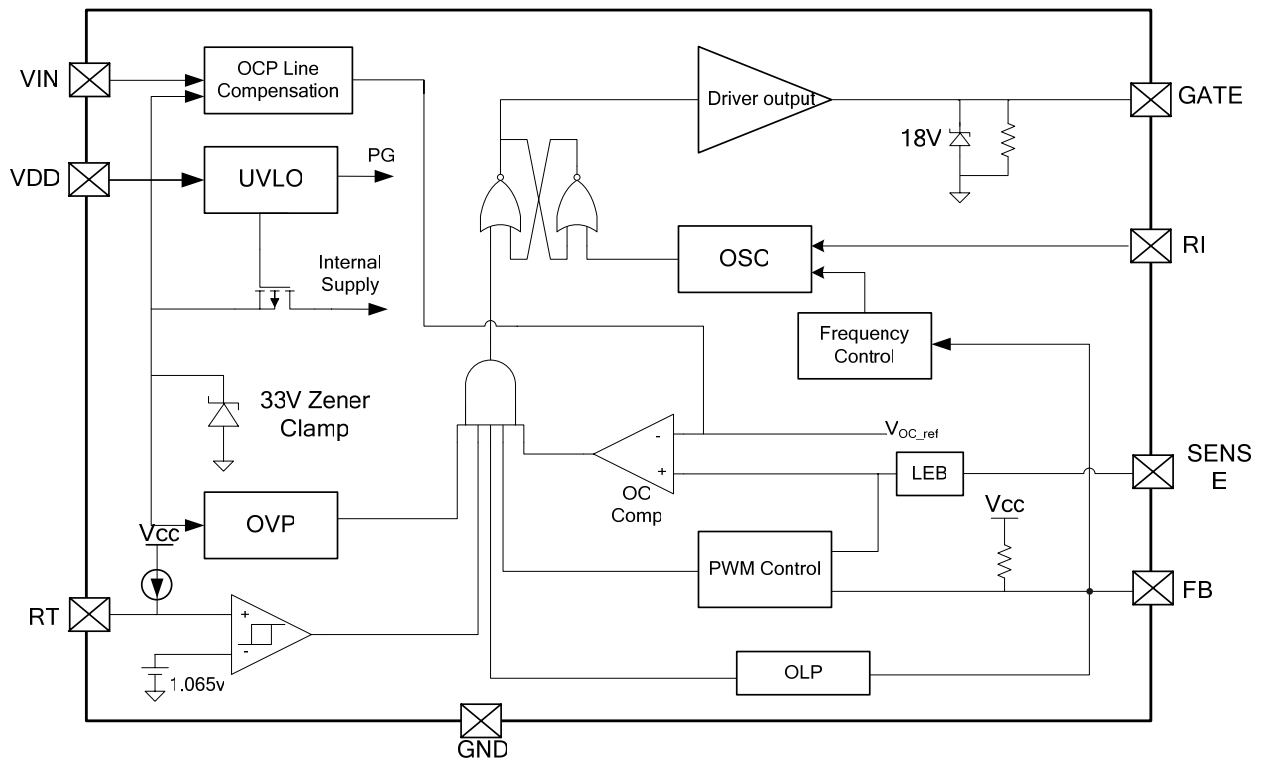 VIN
OCP Line
Compensation
Driver output
GATE
18V
VDD
UVLO
PG
OSC
RI
Internal
Supply
Frequency
Control
33V Zener
Clamp
-
+
OC
Comp
VOC_ref
LEB
SENS
E
OVP
Vcc
Vcc
PWM Control
FB
RT
+
-
1.065v
OLP
GND